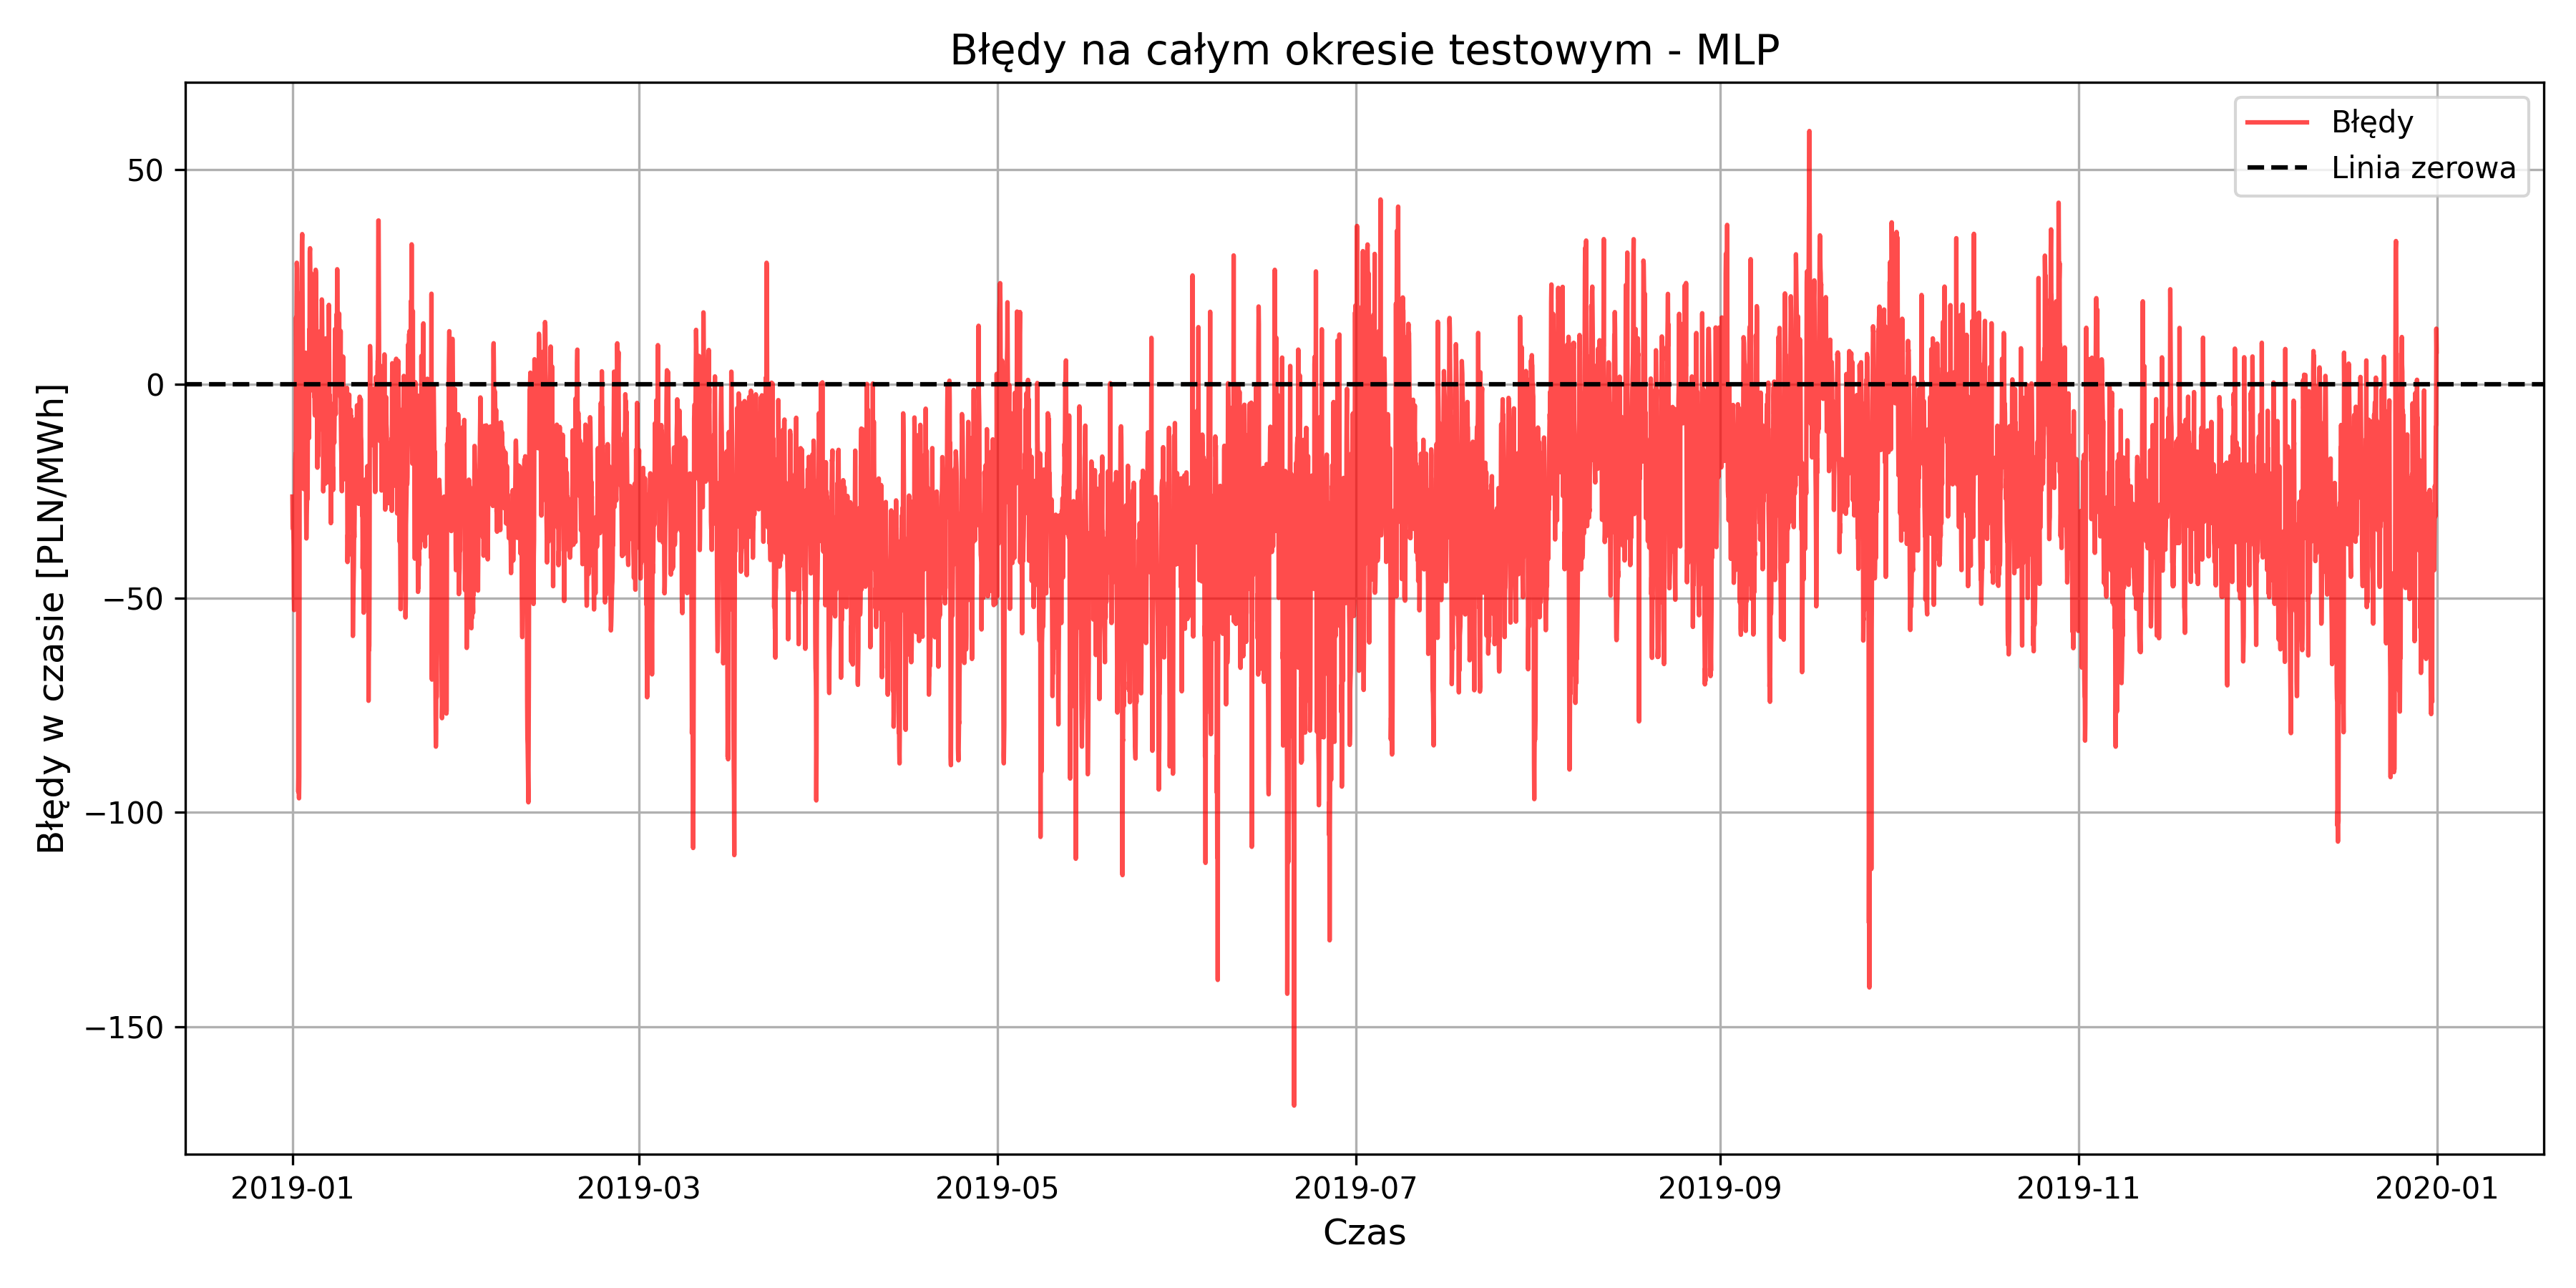 Błędy na całym okresie testowym - MLP
Błędy
Linia zerowa
Błędy w czasie [PLN/MWh]
50
0
−50
−100
−150
2019-01 2019-03 2019-05 2019-07 2019-09 2019-11 2020-01
Czas